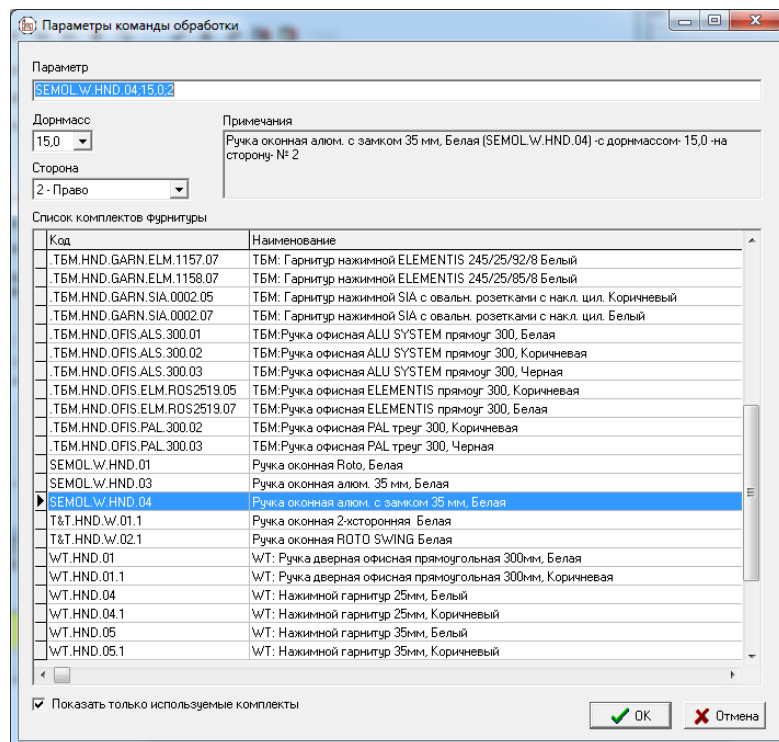 Параметры команды обработки
Параметр
SEMOL.W.HND.04;15,0;2
Дорнмасс
Примечания
15,0
Ручка оконная алюм. с замком 35 мм, Белая (SEMOL.W.HND.04) -с дорнмассом- 15,0 -на
сторону- № 2
Сторона
2 - Право
Список комплектов фурнитуры
Код Наименование
.ТБМ.HND.GARN.ELM.1157.07 ТБМ: Гарнитур нажимной ELEMENTIS 245/25/92/8 Белый
.ТБМ.HND.GARN.ELM.1158.07 ТБМ: Гарнитур нажимной ELEMENTIS 245/25/85/8 Белый
.ТБМ.HND.GARN.SIA.0002.05 ТБМ: Гарнитур нажимной SIA с овальн. розетками с накл. цил. Коричневый
.ТБМ.HND.GARN.SIA.0002.07 ТБМ: Гарнитур нажимной SIA с овальн. розетками с накл. цил. Белый
.ТБМ.HND.OFIS.ALS.300.01 ТБМ:Ручка офисная ALU SYSTEM прямоуг 300, Белая
.ТБМ.HND.OFIS.ALS.300.02 ТБМ:Ручка офисная ALU SYSTEM прямоуг 300, Коричневая
.ТБМ.HND.OFIS.ALS.300.03 ТБМ:Ручка офисная ALU SYSTEM прямоуг 300, Черная
.ТБМ.HND.OFIS.ELM.ROS2519.05 ТБМ:Ручка офисная ELEMENTIS прямоуг 300, Коричневая
.ТБМ.HND.OFIS.ELM.ROS2519.07 ТБМ:Ручка офисная ELEMENTIS прямоуг 300, Белая
.ТБМ.HND.OFIS.PAL.300.02 ТБМ:Ручка офисная PAL треуг 300, Коричневая
.ТБМ.HND.OFIS.PAL.300.03 ТБМ:Ручка офисная PAL треуг 300, Черная
SEMOL.W.HND.01 Ручка оконная Roto, Белая
SEMOL.W.HND.03 Ручка оконная алюм. 35 мм, Белая
SEMOL.W.HND.04 Ручка оконная алюм. с замком 35 мм, Белая
T&T.HND.W.01.1 Ручка оконная 2-хсторонняя Белая
T&T.HND.W.02.1 Ручка оконная ROTO SWING Белая
WT.HND.01 WT: Ручка дверная офисная прямоугольная 300мм, Белая
WT.HND.01.1 WT: Ручка дверная офисная прямоугольная 300мм, Коричневая
WT.HND.04 WT: Нажимной гарнитур 25мм, Белый
WT.HND.04.1 WT: Нажимной гарнитур 25мм, Коричневый
WT.HND.05 WT: Нажимной гарнитур 35мм, Белый
WT.HND.05.1 WT: Нажимной гарнитур 35мм, Коричневый
Показать только используемые комплекты
OK
Отмена